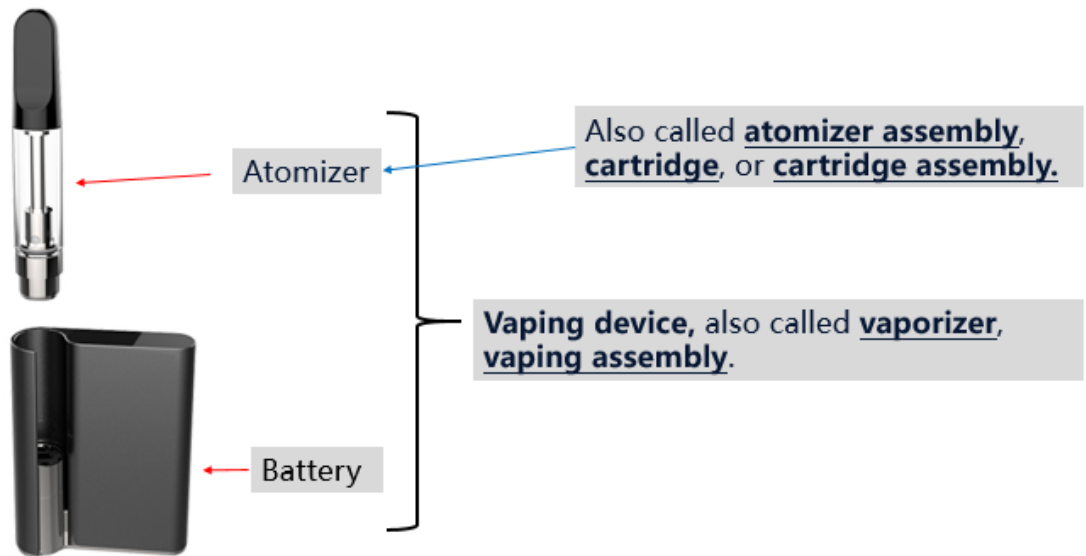 Also called atomizer assembly,
cartridge, or cartridge assembly.
Atomizer
Vaping device, also called vaporizer,
vaping assembly.
Battery